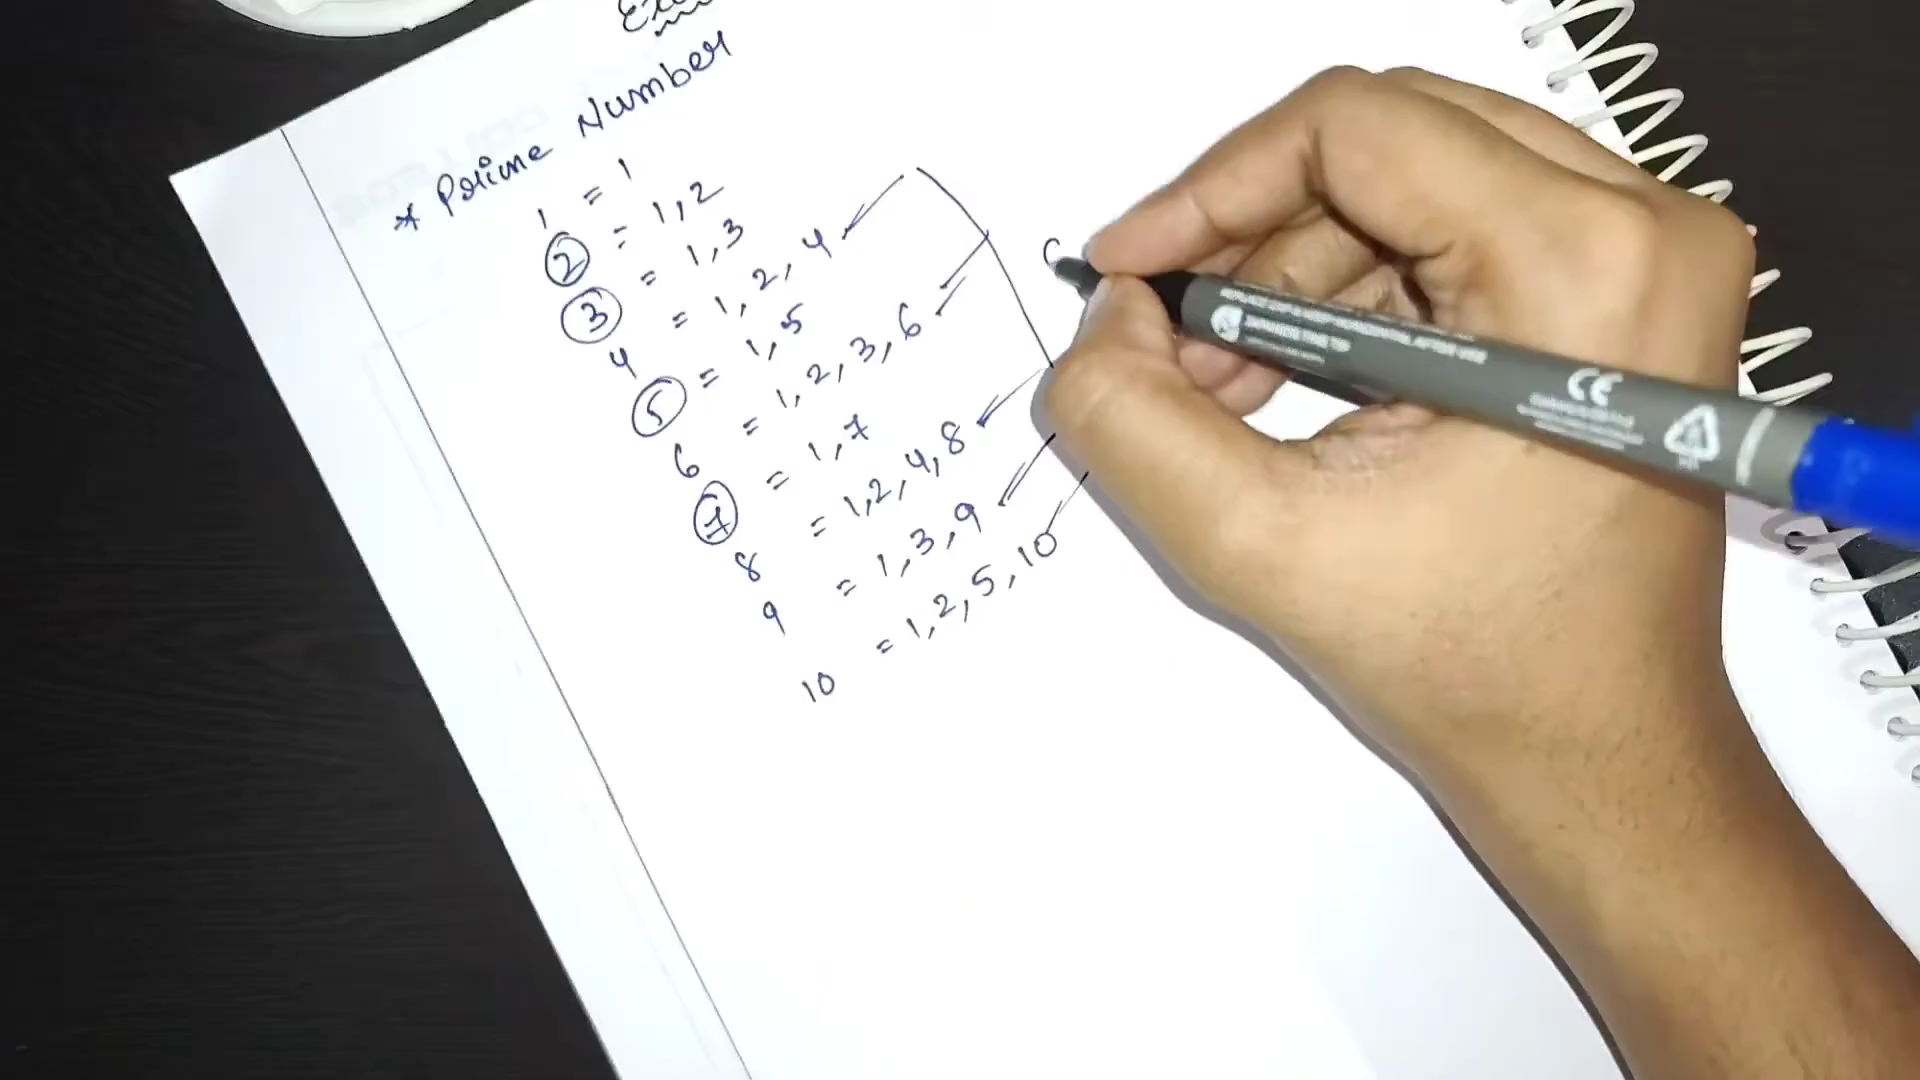 * Prime Number
1 = 1
2 = 1, 2
3 = 1, 3
4 = 1, 2, 4
5 = 1, 5
6 = 1, 2, 3, 6
7 = 1, 7
8 = 1, 2, 4, 8
9 = 1, 3, 9
10 = 1, 2, 5, 10
CE